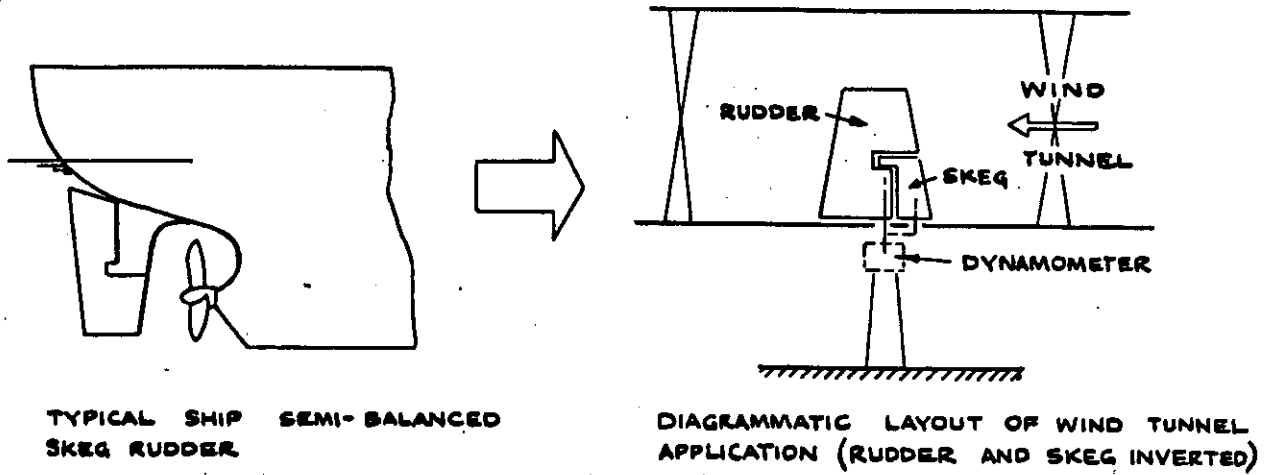 WIND
TUNNEL
RUDDER
SKEG
DYNAMOMETER
TYPICAL SHIP SEMI-BALANCED
SKEG RUDDER
DIAGRAMMATIC LAYOUT OF WIND TUNNEL
APPLICATION (RUDDER AND SKEG INVERTED)